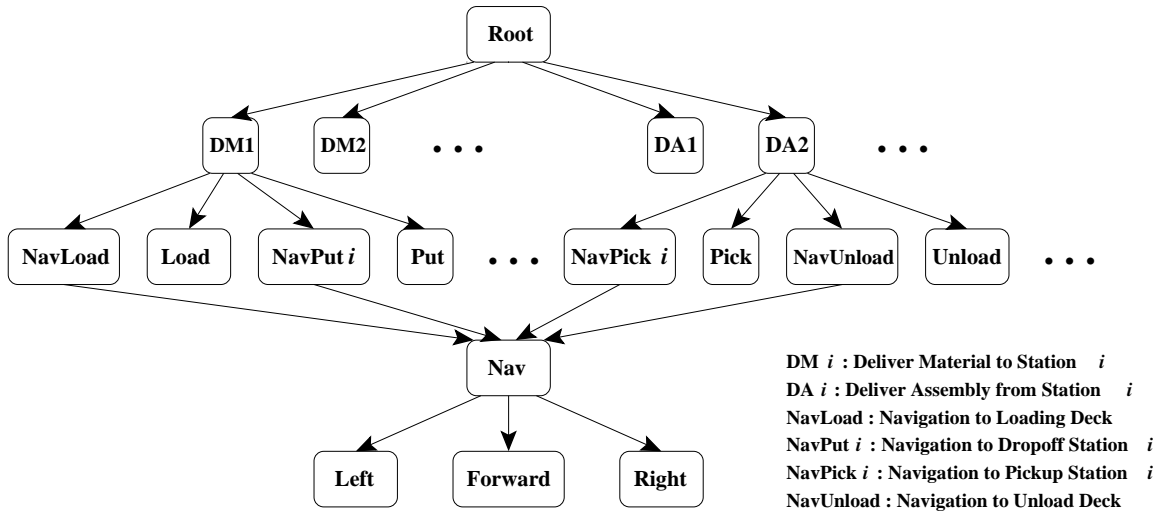 Root
DM1 DM2 • • • DA1 DA2 • • •
NavLoad Load NavPut i Put • • • NavPick i Pick NavUnload Unload • • •
Nav
Left Forward Right
DM i : Deliver Material to Station i
DA i : Deliver Assembly from Station i
NavLoad : Navigation to Loading Deck
NavPut i : Navigation to Dropoff Station i
NavPick i : Navigation to Pickup Station i
NavUnload : Navigation to Unload Deck